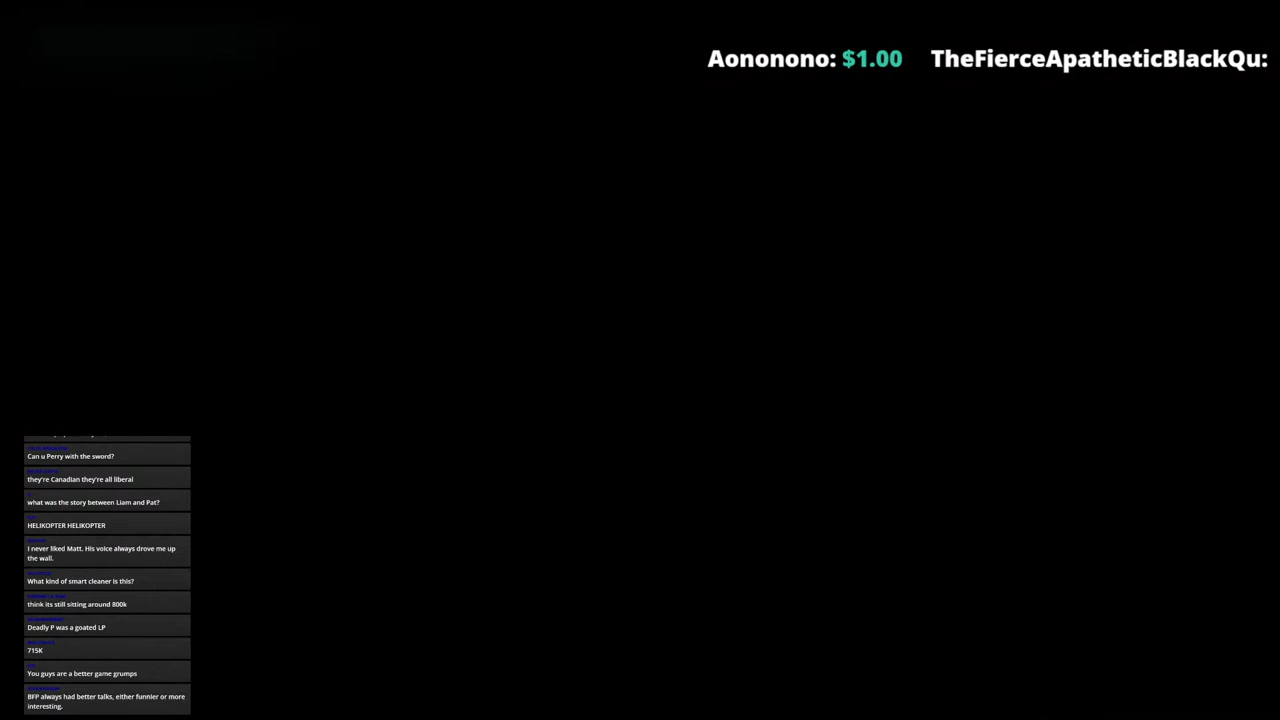 Aononono: $1.00 TheFierceApatheticBlackQu:
Can u Perry with the sword?
they're Canadian they're all liberal
what was the story between Liam and Pat?
HELIKOPTER HELIKOPTER
I never liked Matt. His voice always drove me up
the wall.
What kind of smart cleaner is this?
think its still sitting around 800k
Deadly P was a goated LP
715K
You guys are a better game grumps
BFP always had better talks, either funnier or more
interesting.